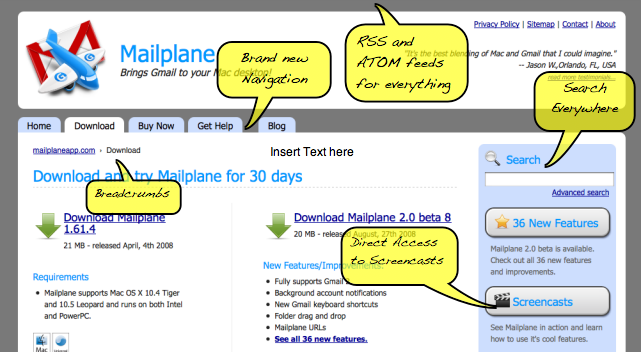 Privacy Policy | Sitemap | Contact | About
Mailplane
Brings Gmail to your Mac desktop!
"It's the best blending of Mac and Gmail that I could imagine."
-- Jason W.,Orlando, FL, USA
read more testimonials...
Brand new
Navigation
RSS and
ATOM feeds
for everything
Search
Everywhere
Home
Download
Buy Now
Get Help
Blog
mailplaneapp.com › Download
Insert Text here
Download and try Mailplane for 30 days
Breadcrumbs
Download Mailplane
1.61.4
21 MB - released April, 4th 2008
Requirements
• Mailplane supports Mac OS X 10.4 Tiger
and 10.5 Leopard and runs on both Intel
and PowerPC.
Mac
Download Mailplane 2.0 beta 8
20 MB - released August, 27th 2008
Direct Access
to Screencasts
New Features/Improvements:
• Fully supports Gmail
• Background account notifications
• New Gmail keyboard shortcuts
• Folder drag and drop
• Mailplane URLs
• See all 36 new features.
Search
Advanced search
36 New Features
Mailplane 2.0 beta is available.
Check out all 36 new features
and improvements.
Screencasts
See Mailplane in action and learn
how to use it's cool features.